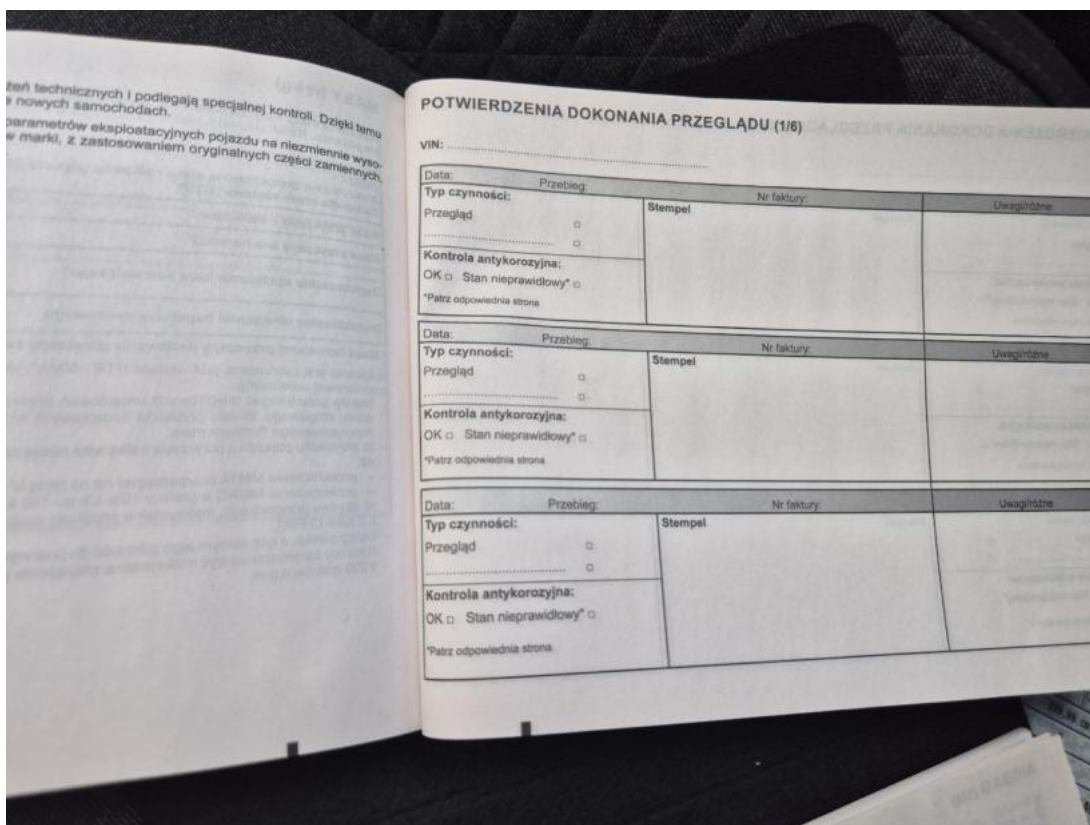 żeń technicznych i podlegają specjalnej kontroli. Dzięki temu
nowych samochodach.
parametrów eksploatacyjnych pojazdu na niezmiennie wyso-
w marki, z zastosowaniem oryginalnych części zamiennych.
POTWIERDZENIA DOKONANIA PRZEGLĄDU (1/6)
VIN:
Data: Przebieg: Nr faktury: Uwagi/różne
Typ czynności: Stempel
Przegląd
Kontrola antykorozyjna:
OK □ Stan nieprawidłowy* □
*Patrz odpowiednia strona
Data: Przebieg: Nr faktury: Uwagi/różne
Typ czynności: Stempel
Przegląd
Kontrola antykorozyjna:
OK □ Stan nieprawidłowy* □
*Patrz odpowiednia strona
Data: Przebieg: Nr faktury: Uwagi/różne
Typ czynności: Stempel
Przegląd
Kontrola antykorozyjna:
OK □ Stan nieprawidłowy* □
*Patrz odpowiednia strona